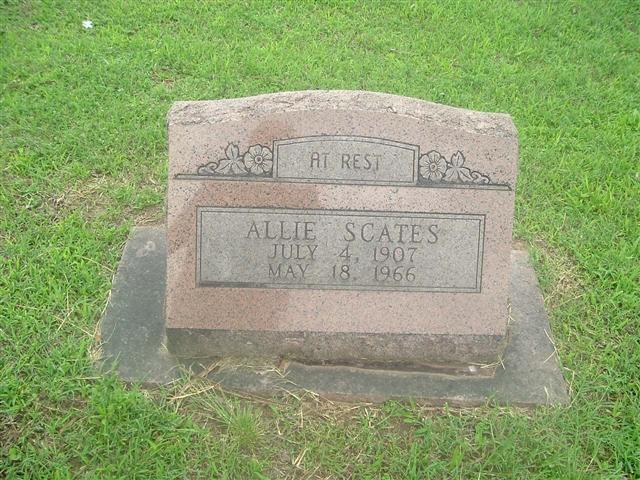 AT REST
ALLIE SCATES
JULY 4, 1907
MAY 18, 1966